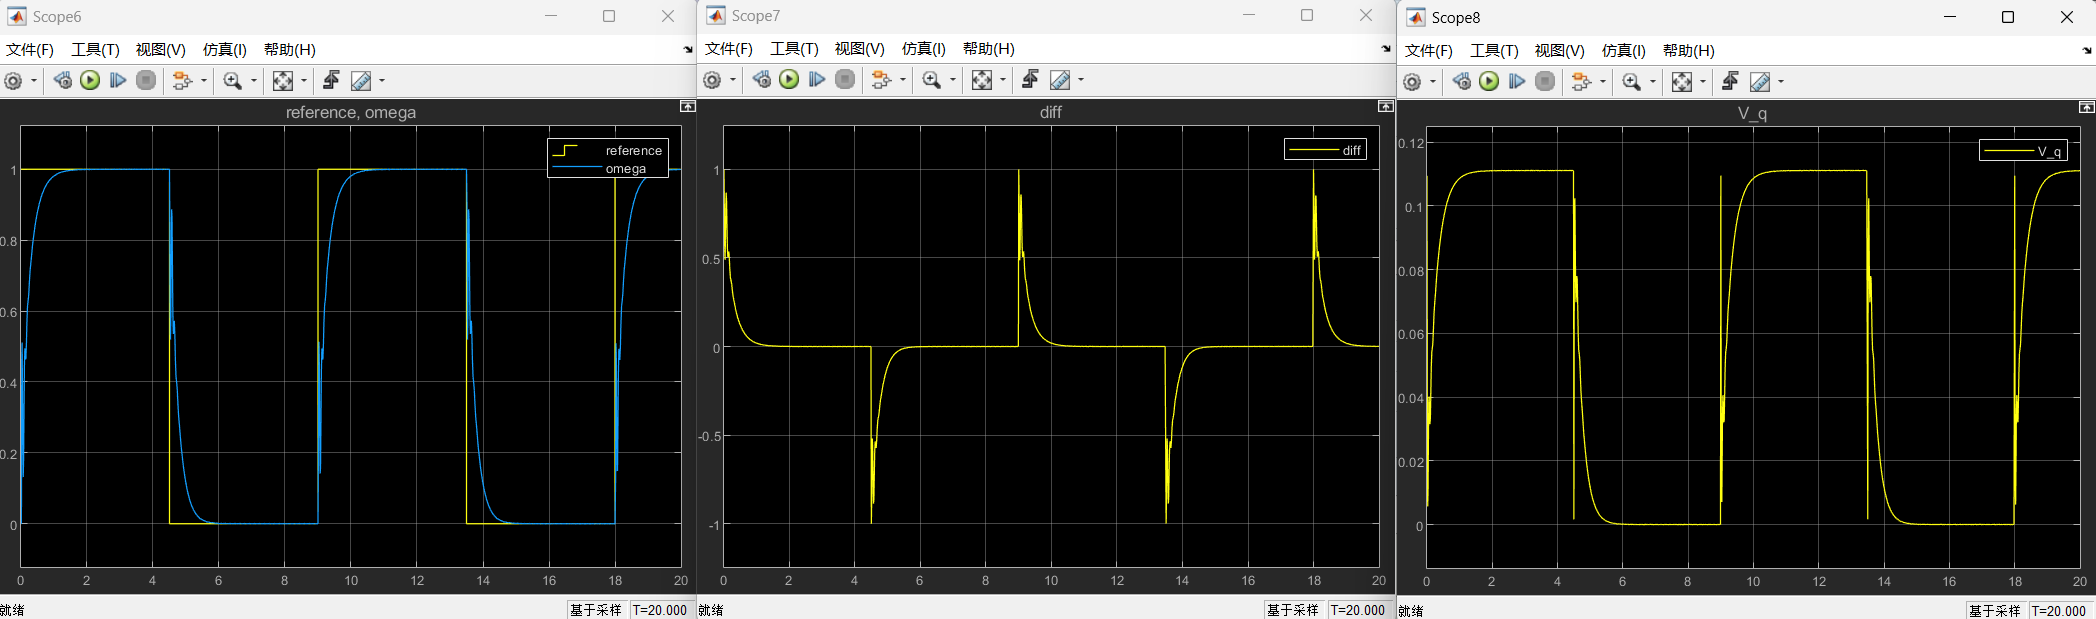 Scope6
文件(F) 工具(T) 视图(V) 仿真(I) 帮助(H)
reference, omega
reference
omega
1
0.8
0.6
0.4
0.2
0
0 2 4 6 8 10 12 14 16 18 20
就绪
基于采样 T=20.000
Scope7
文件(F) 工具(T) 视图(V) 仿真(I) 帮助(H)
diff
diff
1
0.5
0
-0.5
-1
0 2 4 6 8 10 12 14 16 18 20
就绪
基于采样 T=20.000
Scope8
文件(F) 工具(T) 视图(V) 仿真(I) 帮助(H)
V_q
V_q
0.12
0.1
0.08
0.06
0.04
0.02
0
0 2 4 6 8 10 12 14 16 18 20
就绪
基于采样 T=20.000